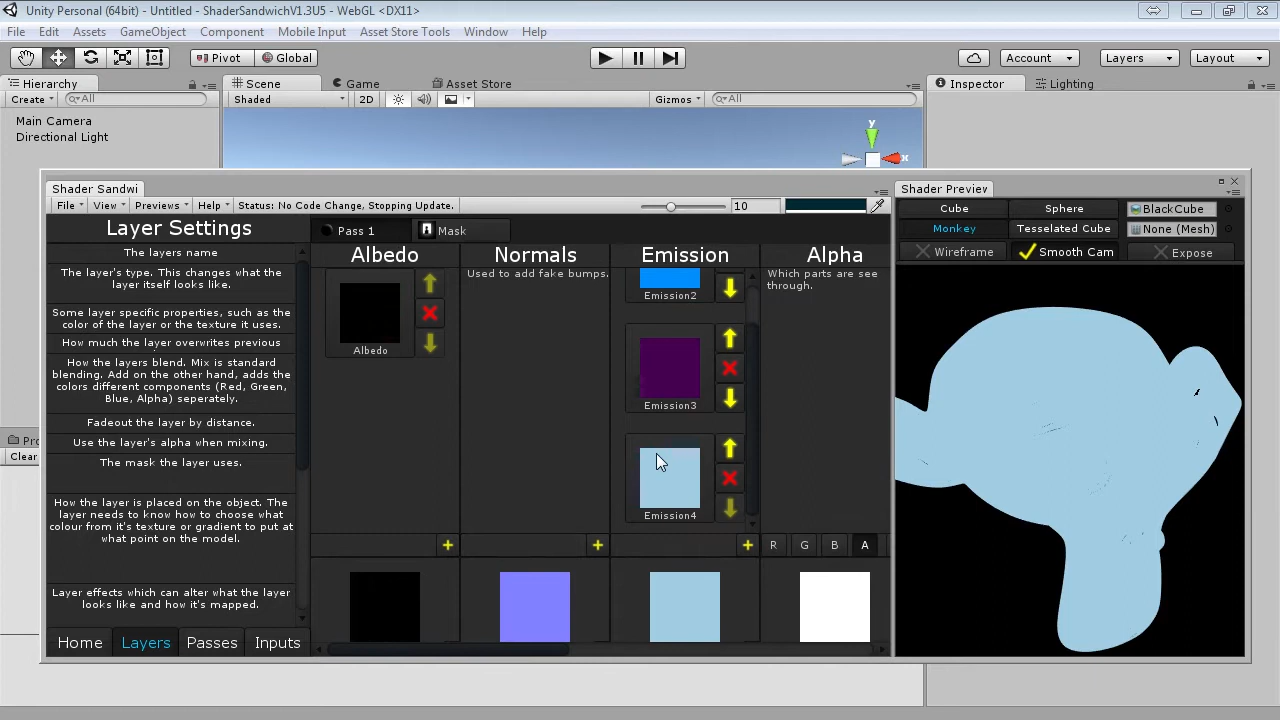 Unity Personal (64bit) - Untitled - ShaderSandwichV1.3U5 - WebGL <DX11>
File Edit Assets GameObject Component Mobile Input Asset Store Tools Window Help
Pivot Global Account Layers Layout
Hierarchy Scene Game Asset Store Inspector Lighting
Create All Shaded 2D Gizmos All
Main Camera
Directional Light
y
x
Shader Sandwi
File View Previews Help Status: No Code Change, Stopping Update. 10
Layer Settings
The layers name
The layer's type. This changes what the
layer itself looks like.
Some layer specific properties, such as the
color of the layer or the texture it uses.
How much the layer overwrites previous
How the layers blend. Mix is standard
blending. Add on the other hand, adds the
colors different components (Red, Green,
Blue, Alpha) seperately.
Fadeout the layer by distance.
Use the layer's alpha when mixing.
The mask the layer uses.
How the layer is placed on the object. The
layer needs to know how to choose what
colour from it's texture or gradient to put at
what point on the model.
Layer effects which can alter what the layer
looks like and how it's mapped.
Home Layers Passes Inputs
Pass 1 Mask
Albedo Normals Emission Alpha
Albedo
Used to add fake bumps.
Emission2
Emission3
Emission4
Which parts are see
through.
+ + + R G B A
Shader Preview
Cube Sphere BlackCube
Monkey Tesselated Cube None (Mesh)
Wireframe Smooth Cam Expose
Pro
Clear